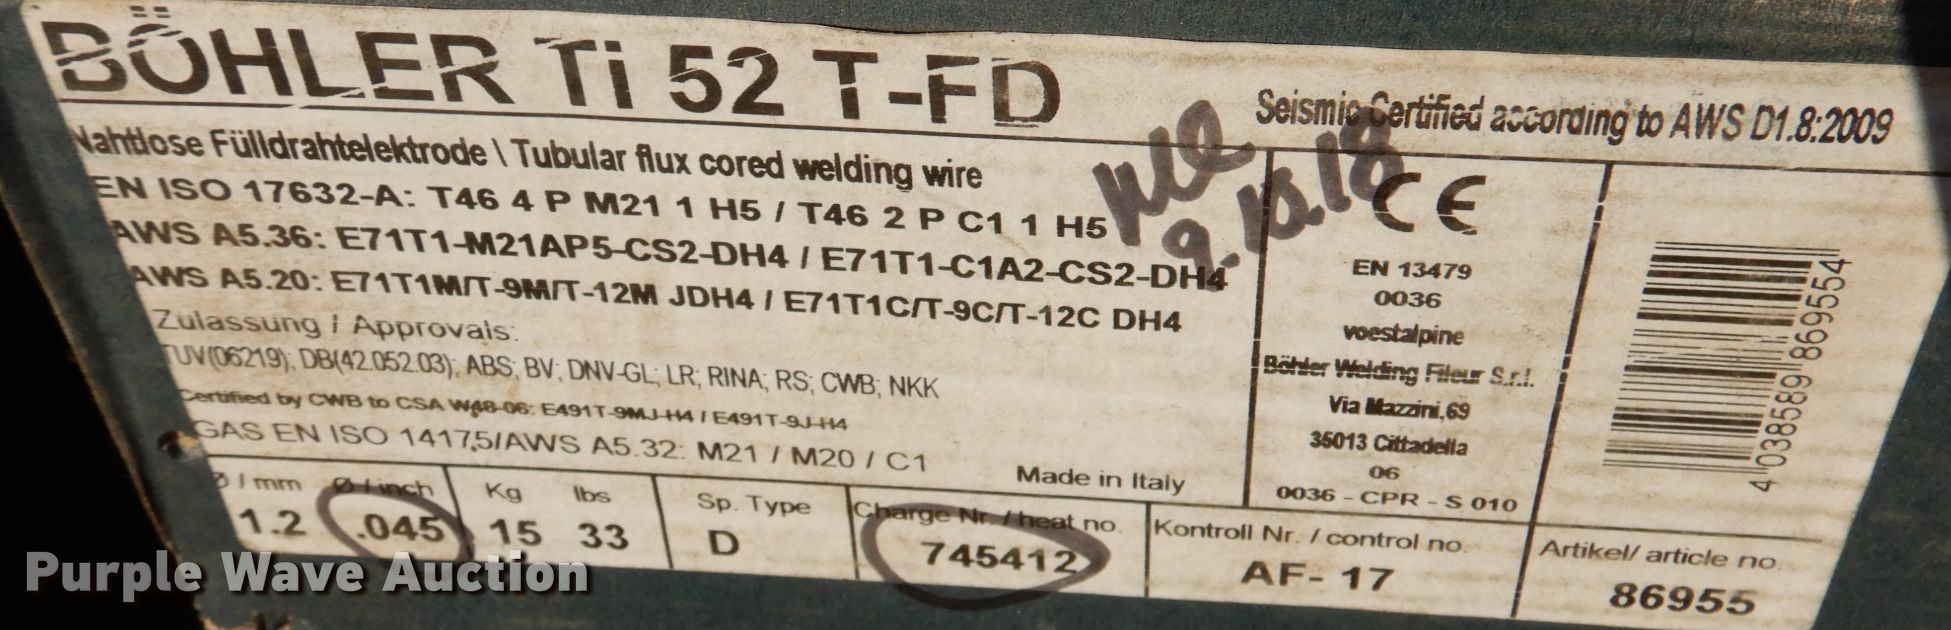 BÖHLER Ti 52 T-FD
Seismic Certified according to AWS D1.8:2009
Nahtlose Fülldrahtelektrode \ Tubular flux cored welding wire
EN ISO 17632-A: T46 4 P M21 1 H5 / T46 2 P C1 1 H5
AWS A5.36: E71T1-M21AP5-CS2-DH4 / E71T1-C1A2-CS2-DH4
AWS A5.20: E71T1M/T-9M/T-12M JDH4 / E71T1C/T-9C/T-12C DH4
Zulassung / Approvals:
TUV(06219); DB(42.052.03); ABS; BV; DNV-GL; LR; RINA; RS; CWB; NKK
Certified by CWB to CSA W48-06: E491T-9MJ-H4 / E491T-9J-H4
GAS EN ISO 14175/AWS A5.32: M21 / M20 / C1
Made in Italy
CE
EN 13479
0036
voestalpine
Böhler Welding Fileur S.r.l.
Via Mazzini,69
35013 Cittadella
06
0036 - CPR - S 010
4 038589 869554
Ø / mm Ø / inch Kg lbs Sp. Type Charge Nr. / heat no. Kontroll Nr. / control no. Artikel/ article no.
1.2 .045 15 33 D 745412 AF- 17 86955
Purple Wave Auction